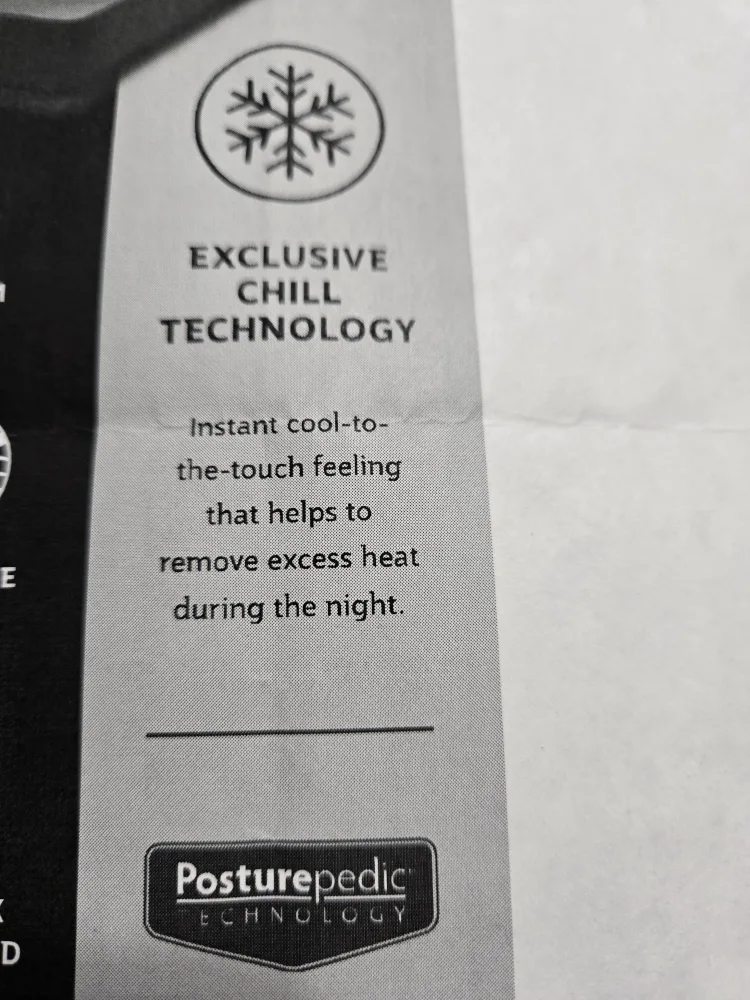 EXCLUSIVE
CHILL
TECHNOLOGY
Instant cool-to-
the-touch feeling
that helps to
remove excess heat
during the night.
Posturepedic
TECHNOLOGY